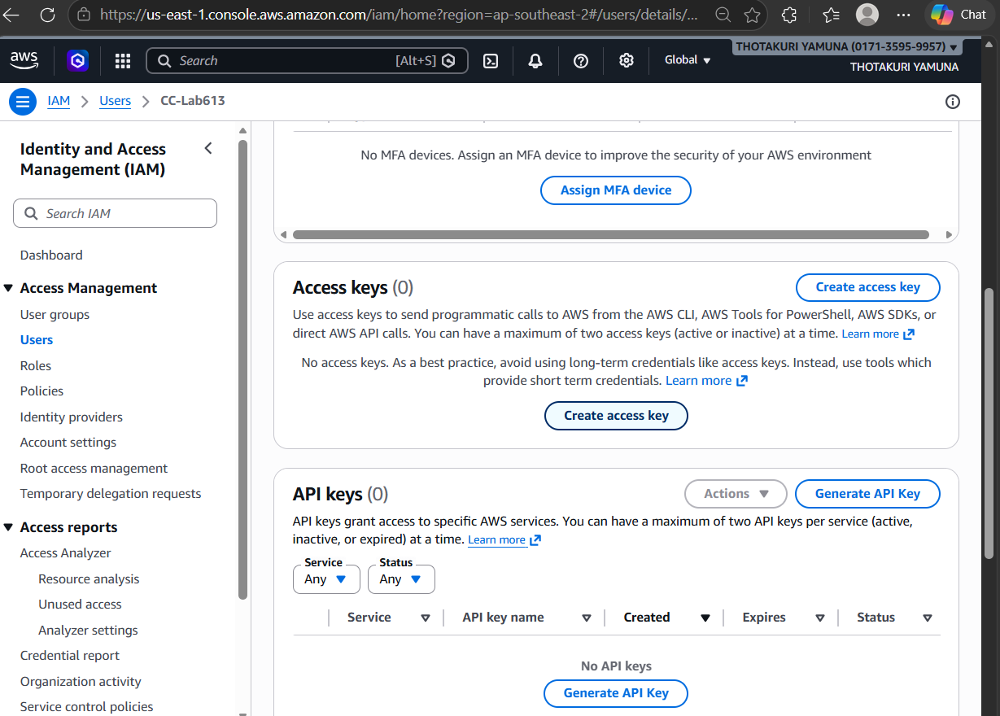 https://us-east-1.console.aws.amazon.com/iam/home?region=ap-southeast-2#/users/details/...
Chat
aws
Search
[Alt+S]
Global
THOTAKURI YAMUNA (0171-3595-9957)
THOTAKURI YAMUNA
IAM
Users
CC-Lab613
Identity and Access
Management (IAM)
Search IAM
Dashboard
Access Management
User groups
Users
Roles
Policies
Identity providers
Account settings
Root access management
Temporary delegation requests
Access reports
Access Analyzer
Resource analysis
Unused access
Analyzer settings
Credential report
Organization activity
Service control policies
No MFA devices. Assign an MFA device to improve the security of your AWS environment
Assign MFA device
Access keys (0)
Create access key
Use access keys to send programmatic calls to AWS from the AWS CLI, AWS Tools for PowerShell, AWS SDKs, or
direct AWS API calls. You can have a maximum of two access keys (active or inactive) at a time. Learn more
No access keys. As a best practice, avoid using long-term credentials like access keys. Instead, use tools which
provide short term credentials. Learn more
Create access key
API keys (0)
Actions
Generate API Key
API keys grant access to specific AWS services. You can have a maximum of two API keys per service (active,
inactive, or expired) at a time. Learn more
Service
Any
Status
Any
Service
API key name
Created
Expires
Status
No API keys
Generate API Key